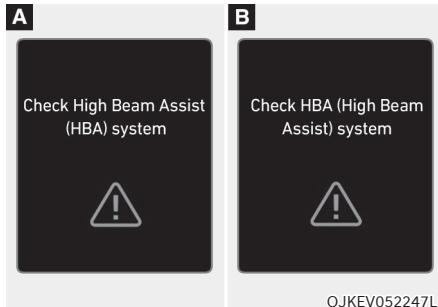 A
Check High Beam Assist
(HBA) system
B
Check HBA (High Beam
Assist) system
OJKEV052247L